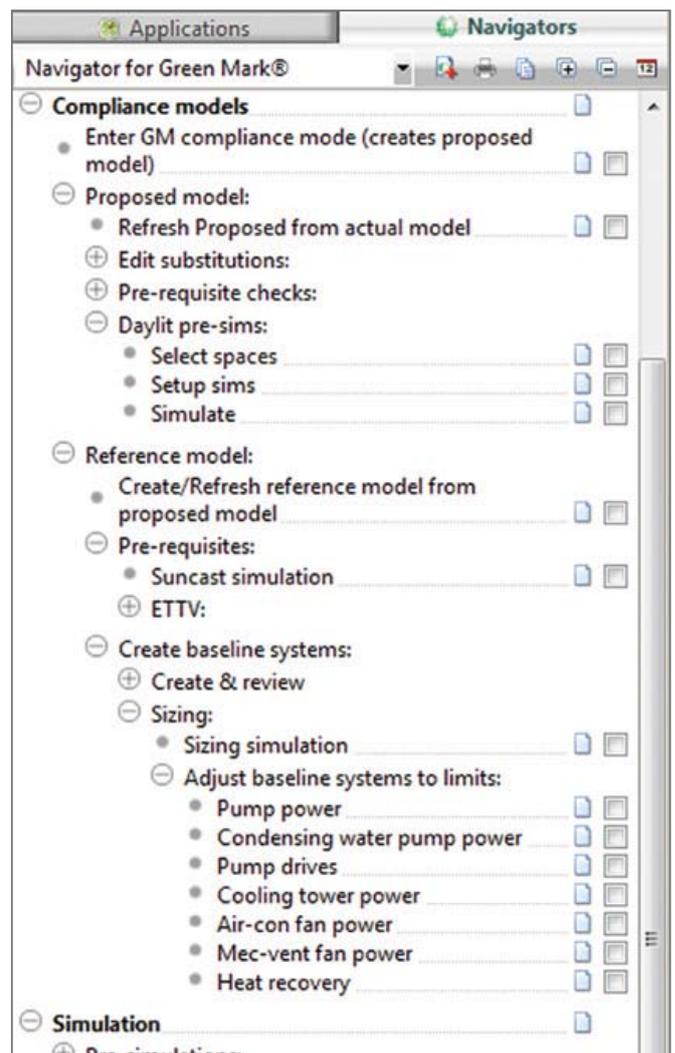 Applications
Navigators
Navigator for Green Mark®
12
Compliance models
Enter GM compliance mode (creates proposed
model)
Proposed model:
Refresh Proposed from actual model
Edit substitutions:
Pre-requisite checks:
Daylit pre-sims:
Select spaces
Setup sims
Simulate
Reference model:
Create/Refresh reference model from
proposed model
Pre-requisites:
Suncast simulation
ETTV:
Create baseline systems:
Create & review
Sizing:
Sizing simulation
Adjust baseline systems to limits:
Pump power
Condensing water pump power
Pump drives
Cooling tower power
Air-con fan power
Mec-vent fan power
Heat recovery
Simulation
Pre-simulations: